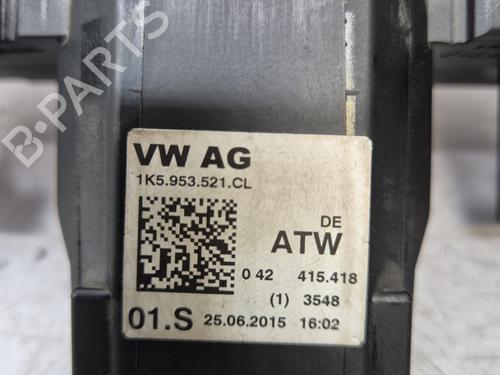 B-PARTS
VW AG
1K5.953.521.CL
DE
ATW
0 42 415.418
(1) 3548
01.S 25.06.2015 16:02